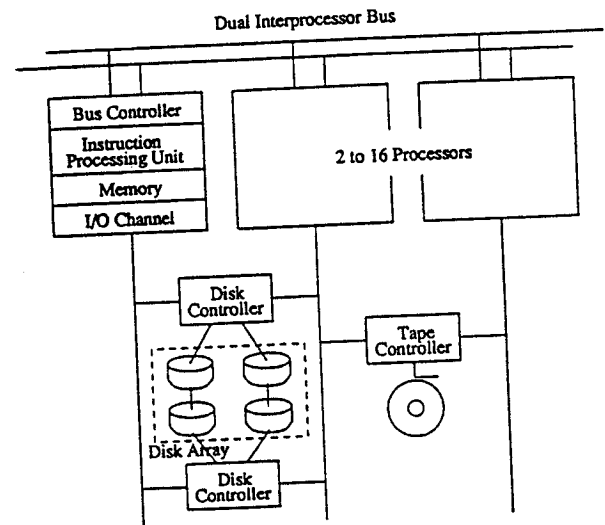 Dual Interprocessor Bus
Bus Controller
Instruction
Processing Unit
Memory
I/O Channel
2 to 16 Processors
Disk
Controller
Tape
Controller
Disk Array
Disk
Controller